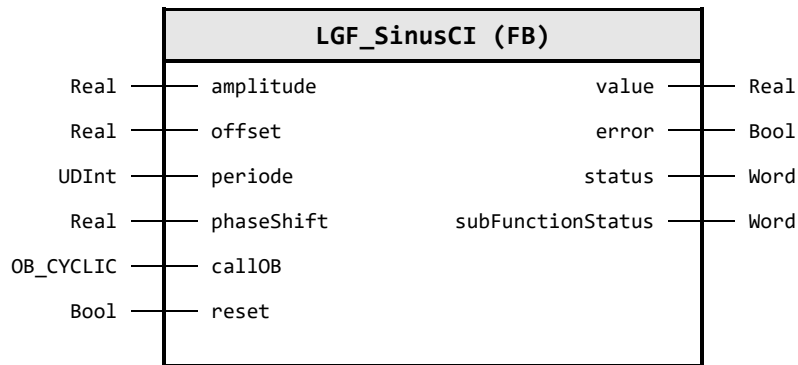 LGF_SinusCI (FB)
Real amplitude value Real
Real offset error Bool
UDInt periode status Word
Real phaseShift subFunctionStatus Word
OB_CYCLIC callOB
Bool reset